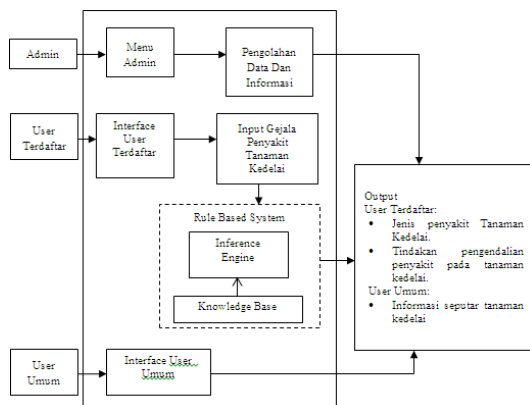 Admin
Menu
Admin
Pengolahan
Data Dan
Informasi
User
Terdaftar
Interface
User
Terdaftar
Input Gejala
Penyakit
Tanaman
Kedelai
Rule Based System
Inference
Engine
Knowledge Base
Output
User Terdaftar:
• Jenis penyakit Tanaman
Kedelai.
• Tindakan pengendalian
penyakit pada tanaman
kedelai.
User Umum:
• Informasi seputar tanaman
kedelai
User
Umum
Interface User
Umum